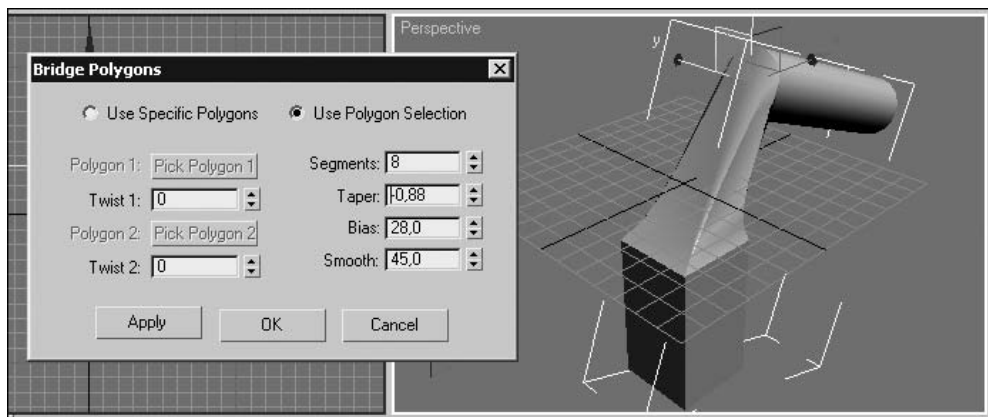 Perspective
y
Bridge Polygons
Use Specific Polygons
Use Polygon Selection
Polygon 1: Pick Polygon 1
Segments: 8
Twist 1: 0
Taper: -0,88
Polygon 2: Pick Polygon 2
Bias: 28,0
Twist 2: 0
Smooth: 45,0
Apply
OK
Cancel